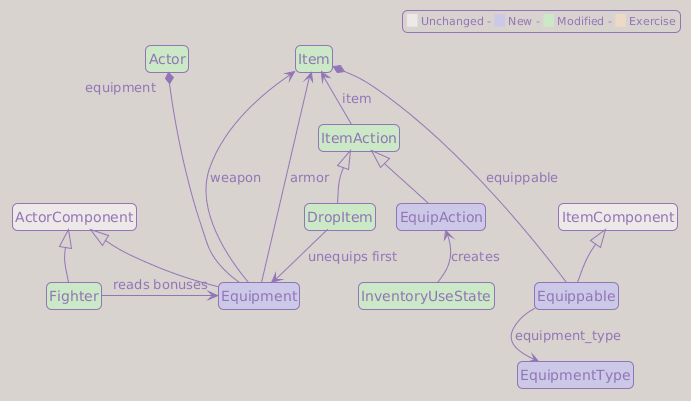 Unchanged - New - Modified - Exercise
Actor
Item
equipment
item
ItemAction
weapon
armor
equippable
ActorComponent
DropItem
EquipAction
ItemComponent
unequips first
creates
reads bonuses
Fighter
Equipment
InventoryUseState
Equippable
equipment_type
EquipmentType